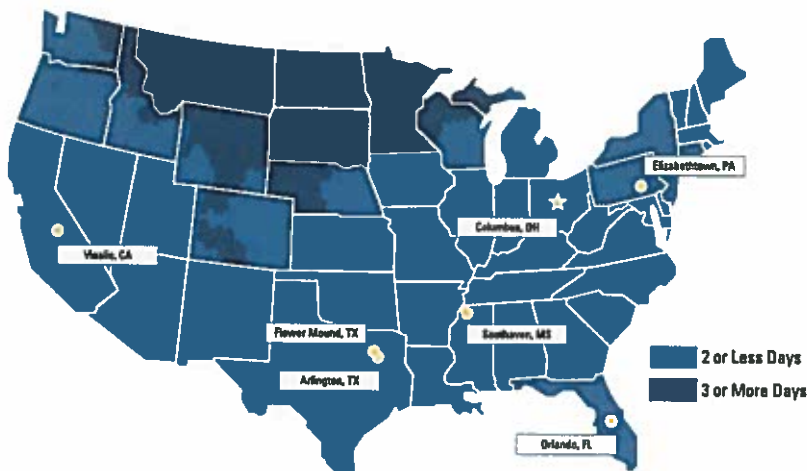 Elizabethtown, PA
Columbus, OH
Visalia, CA
Flower Mound, TX
Southaven, MS
Arlington, TX
2 or Less Days
3 or More Days
Orlando, FL